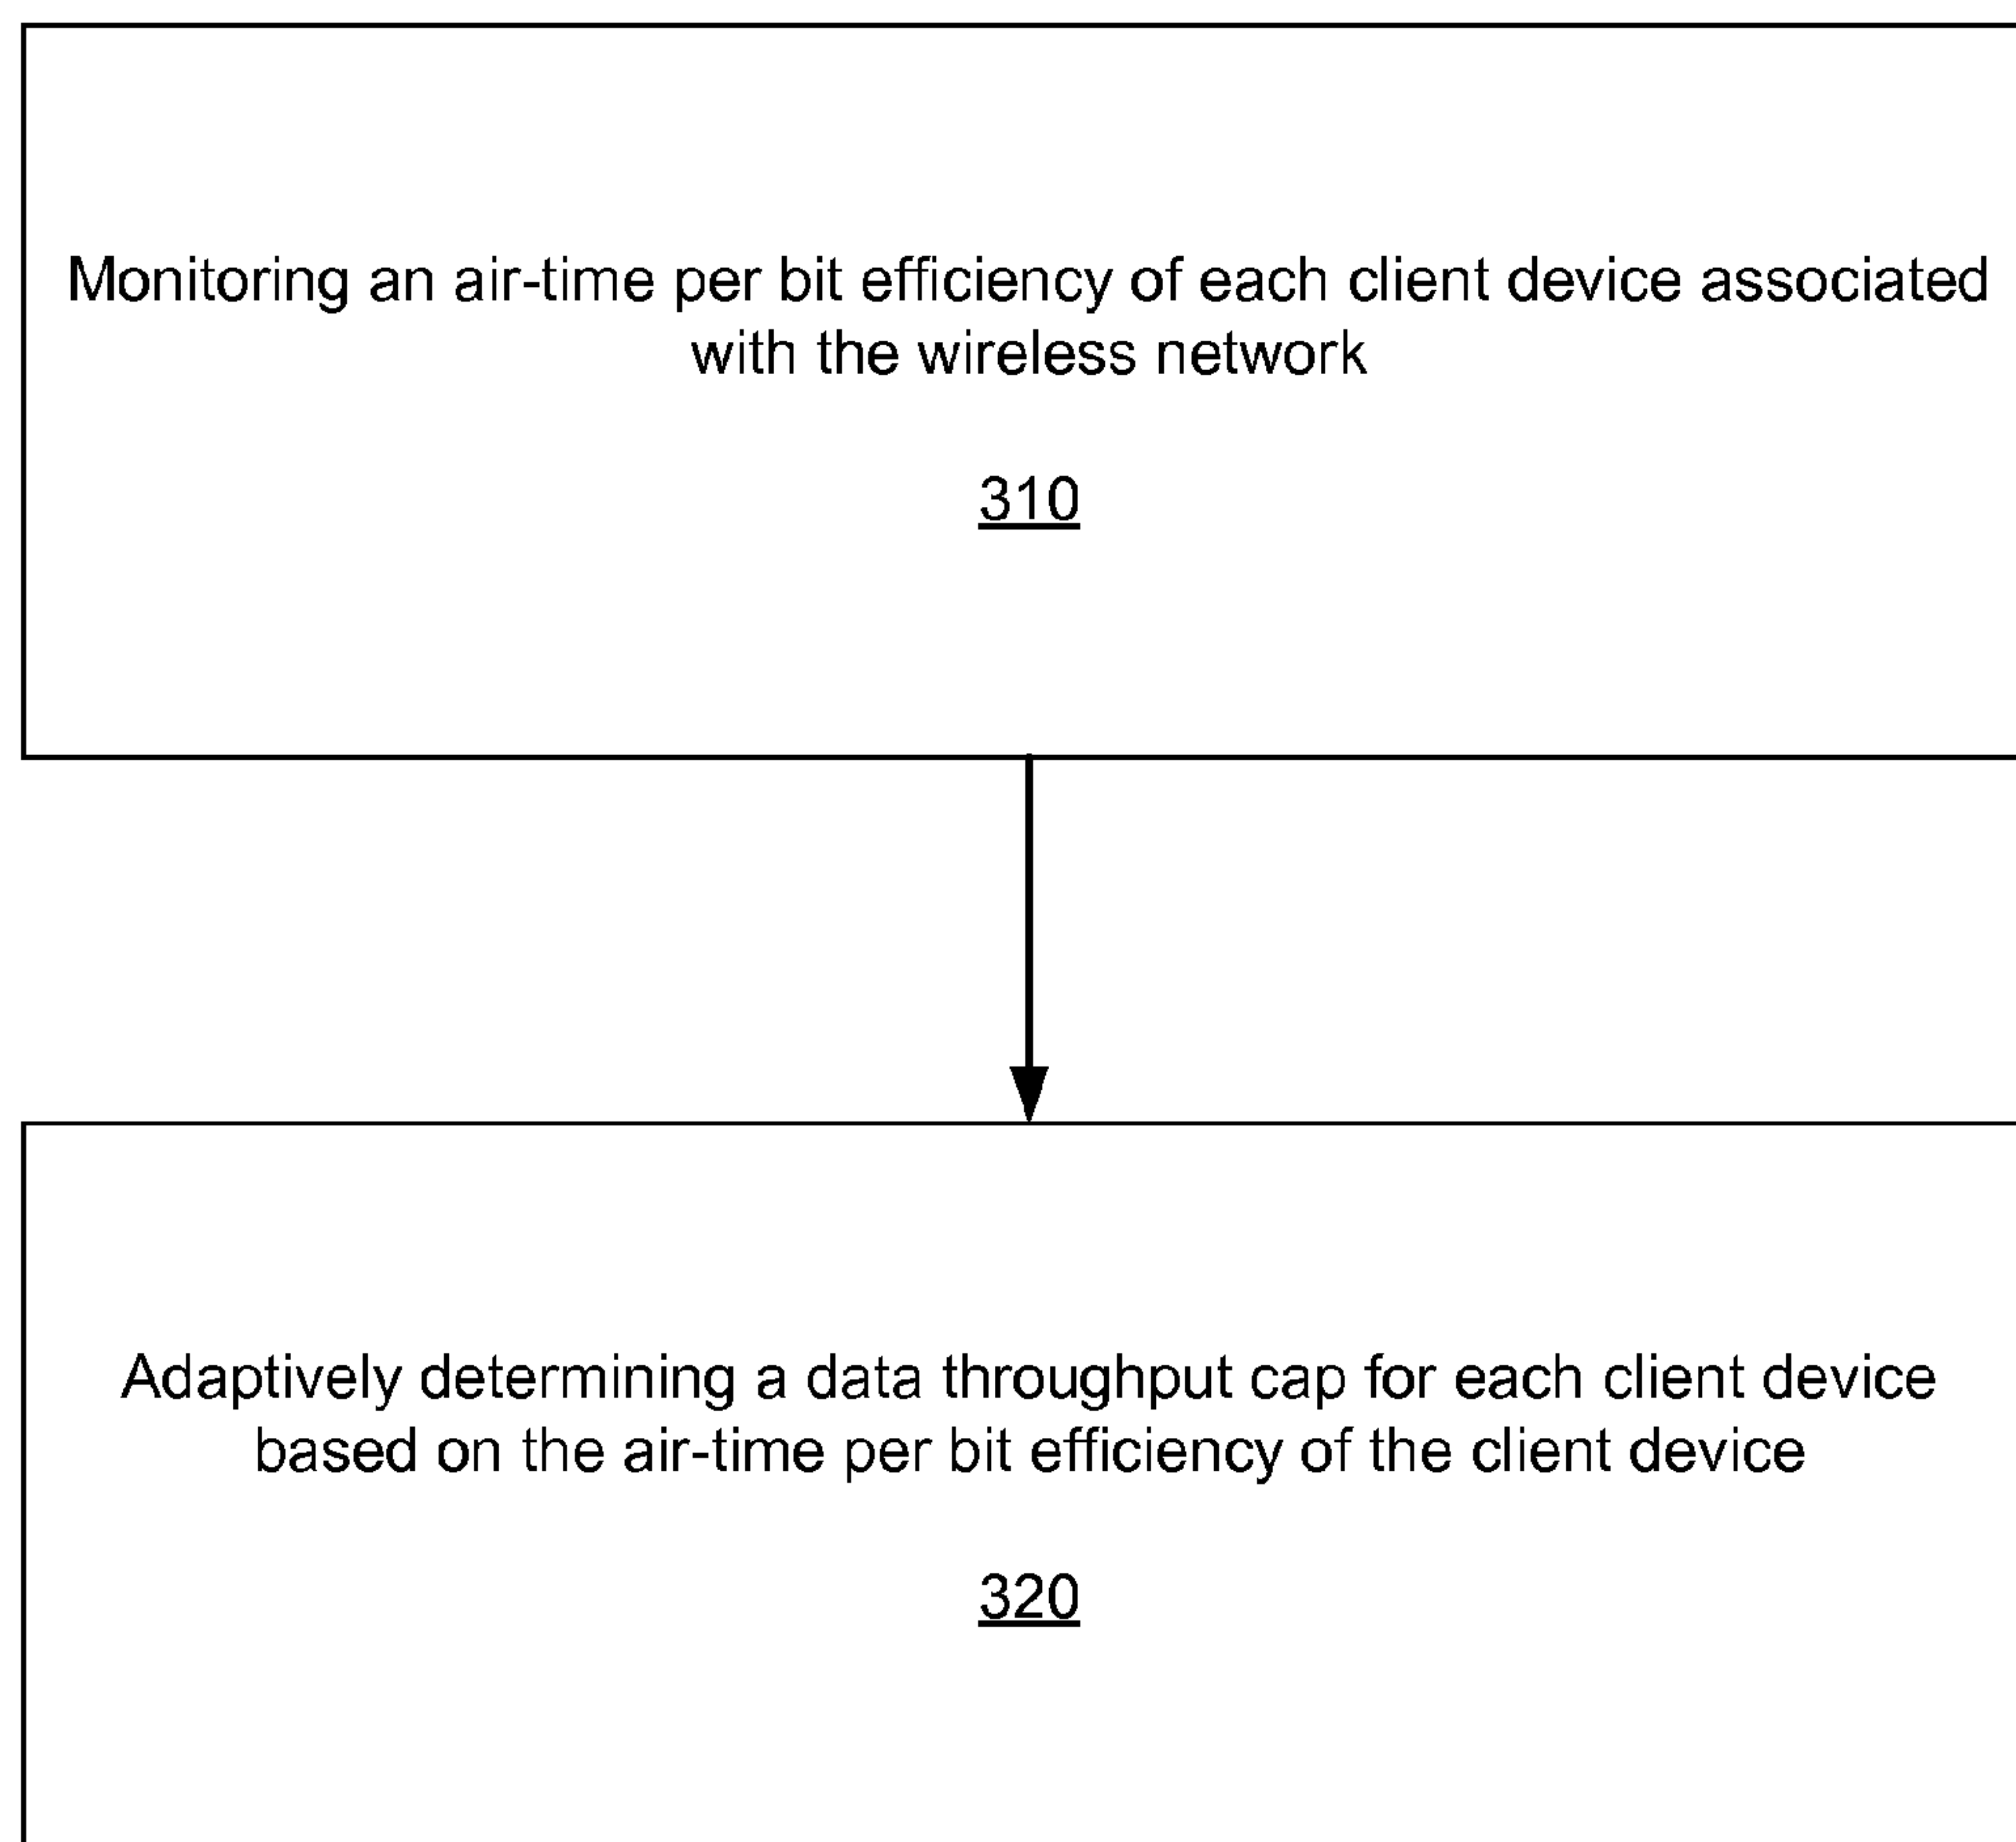 Monitoring an air-time per bit efficiency of each client device associated
with the wireless network
310
Adaptively determining a data throughput cap for each client device
based on the air-time per bit efficiency of the client device
320